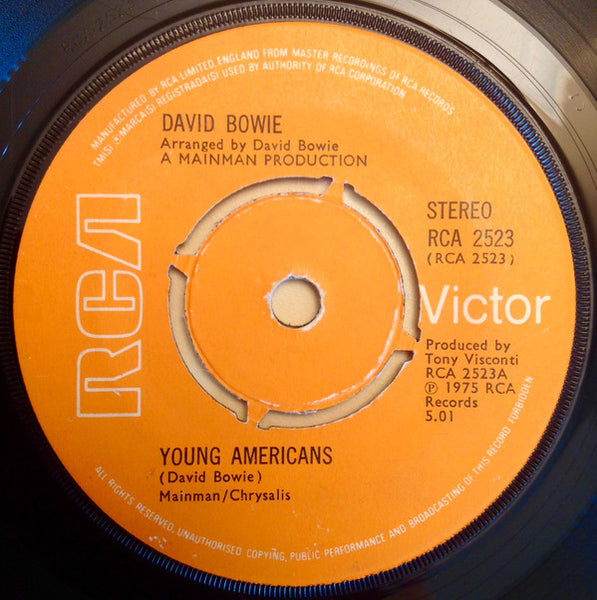 MANUFACTURED BY RCA LIMITED, ENGLAND FROM MASTER RECORDINGS OF RCA RECORDS
TM(S) ® MARCA(S) REGISTRADA(S) USED BY AUTHORITY OF RCA CORPORATION
DAVID BOWIE
Arranged by David Bowie
A MAINMAN PRODUCTION
RCA
STEREO
RCA 2523
(RCA 2523)
Victor
Produced by
Tony Visconti
RCA 2523A
℗ 1975 RCA
Records
5.01
YOUNG AMERICANS
(David Bowie)
Mainman/Chrysalis
ALL RIGHTS RESERVED, UNAUTHORISED COPYING, PUBLIC PERFORMANCE AND BROADCASTING OF THIS RECORD FORBIDDEN